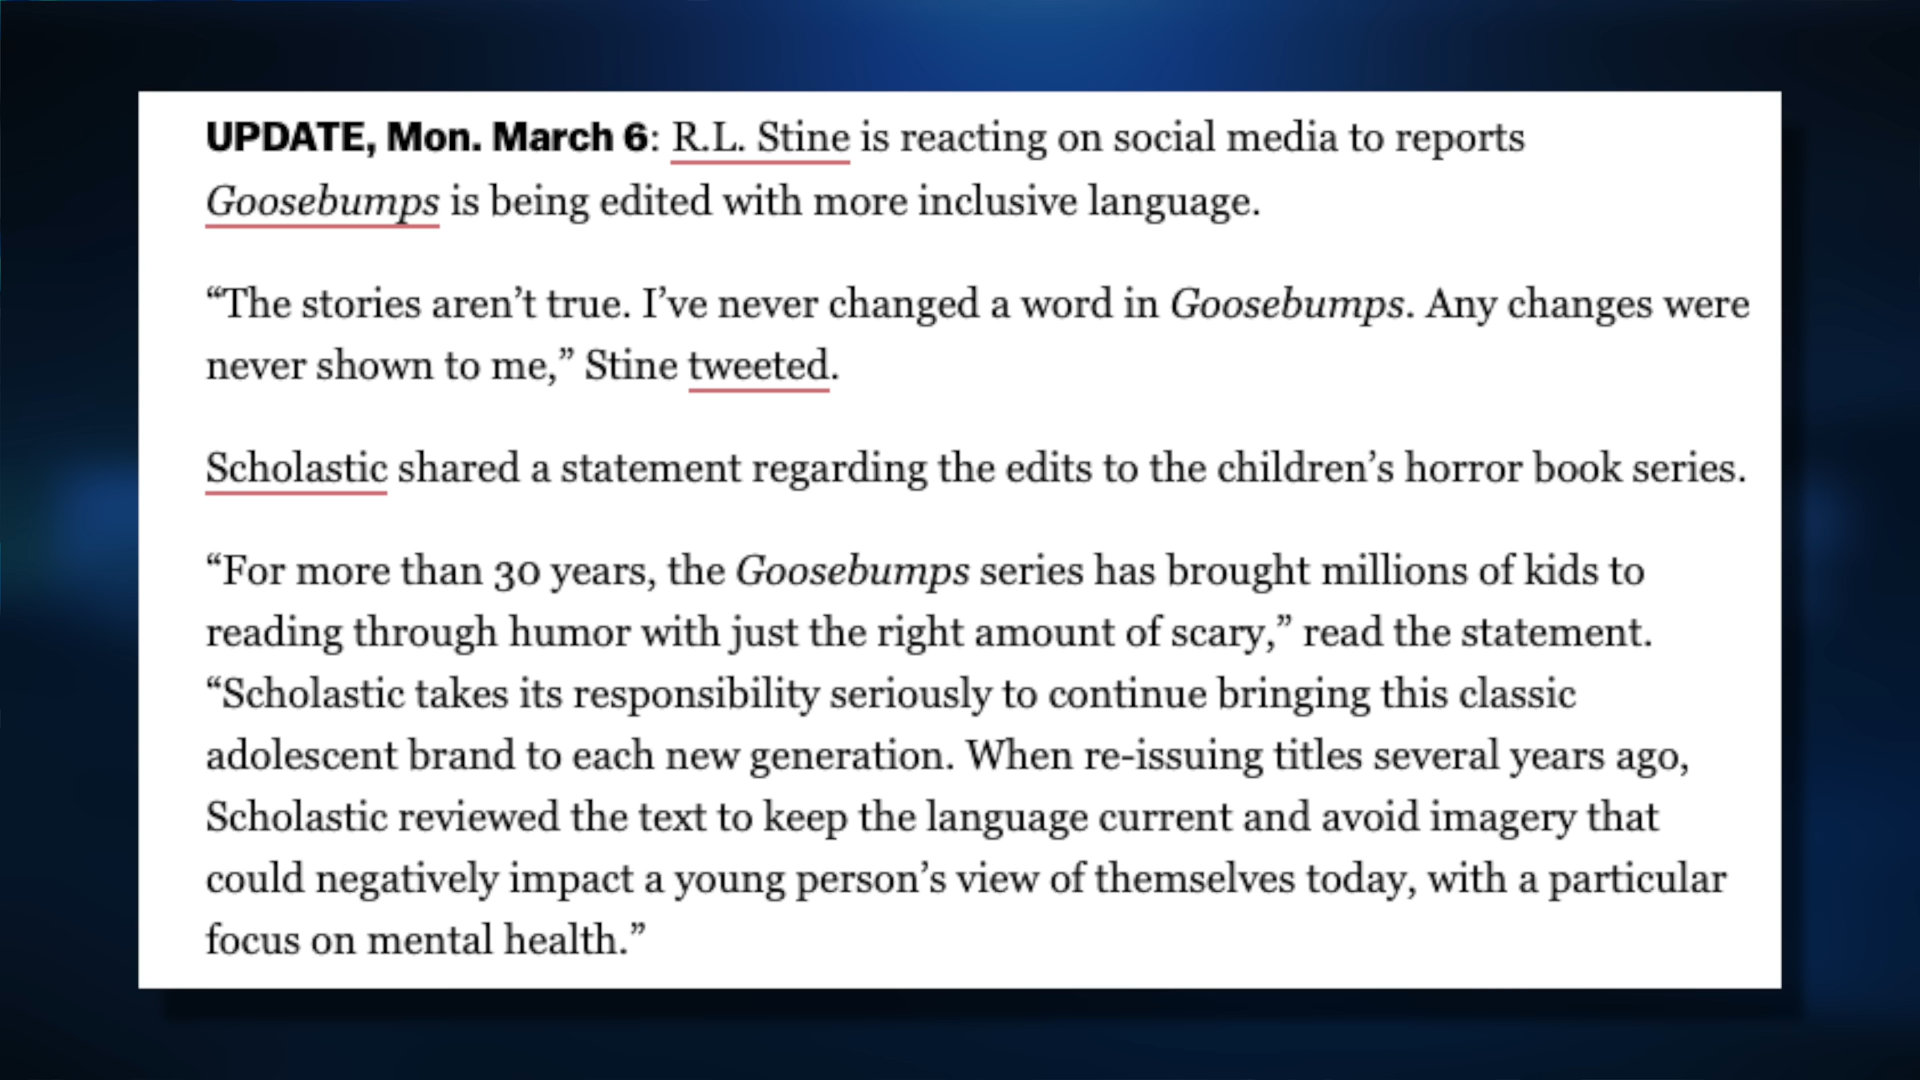 UPDATE, Mon. March 6: R.L. Stine is reacting on social media to reports
Goosebumps is being edited with more inclusive language.
“The stories aren’t true. I’ve never changed a word in Goosebumps. Any changes were
never shown to me,” Stine tweeted.
Scholastic shared a statement regarding the edits to the children’s horror book series.
“For more than 30 years, the Goosebumps series has brought millions of kids to
reading through humor with just the right amount of scary,” read the statement.
“Scholastic takes its responsibility seriously to continue bringing this classic
adolescent brand to each new generation. When re-issuing titles several years ago,
Scholastic reviewed the text to keep the language current and avoid imagery that
could negatively impact a young person’s view of themselves today, with a particular
focus on mental health.”